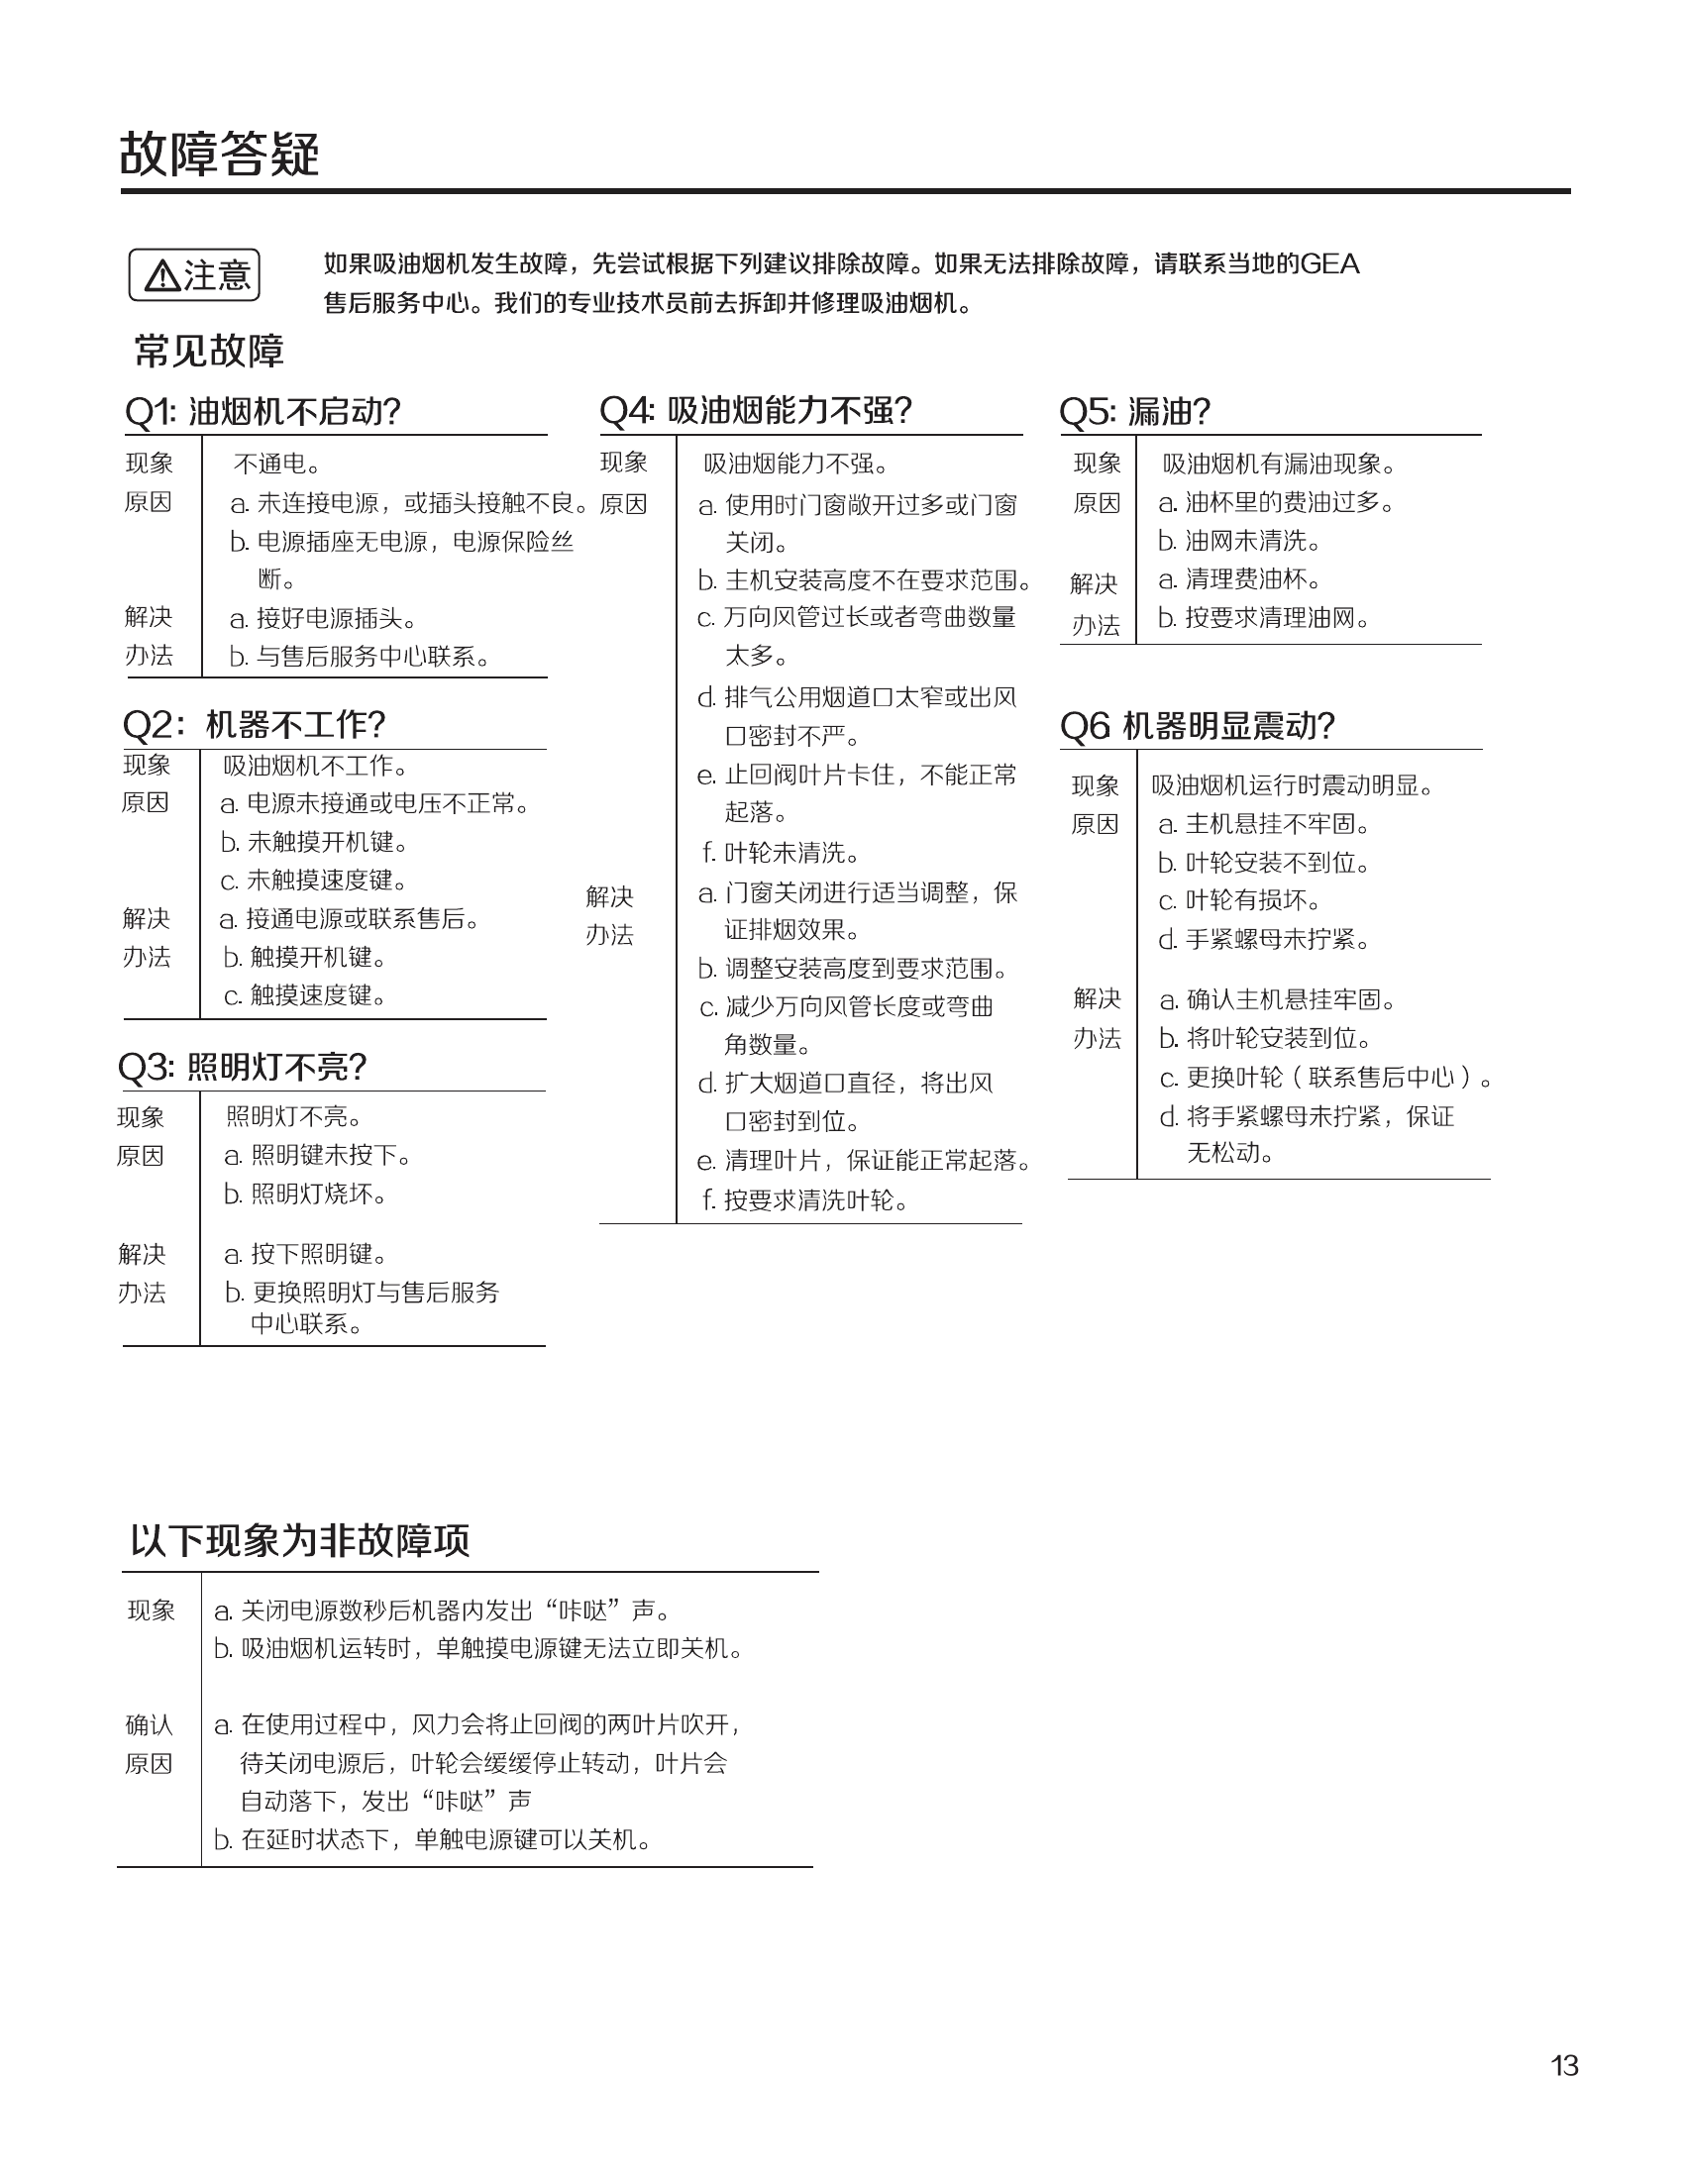 故障答疑
注意
如果吸油烟机发生故障，先尝试根据下列建议排除故障。如果无法排除故障，请联系当地的GEA
售后服务中心。我们的专业技术员前去拆卸并修理吸油烟机。
常见故障
Q1: 油烟机不启动?
现象 不通电。
原因 a. 未连接电源，或插头接触不良。
b. 电源插座无电源，电源保险丝
断。
解决 a. 接好电源插头。
办法 b. 与售后服务中心联系。
Q2：机器不工作?
现象 吸油烟机不工作。
原因 a. 电源未接通或电压不正常。
b. 未触摸开机键。
c. 未触摸速度键。
解决 a. 接通电源或联系售后。
办法 b. 触摸开机键。
c. 触摸速度键。
Q3: 照明灯不亮?
现象 照明灯不亮。
原因 a. 照明键未按下。
b. 照明灯烧坏。
解决 a. 按下照明键。
办法 b. 更换照明灯与售后服务
中心联系。
Q4: 吸油烟能力不强?
现象 吸油烟能力不强。
原因 a. 使用时门窗敞开过多或门窗
关闭。
b. 主机安装高度不在要求范围。
c. 万向风管过长或者弯曲数量
太多。
d. 排气公用烟道口太窄或出风
口密封不严。
e. 止回阀叶片卡住，不能正常
起落。
f. 叶轮未清洗。
解决 a. 门窗关闭进行适当调整，保
办法 证排烟效果。
b. 调整安装高度到要求范围。
c. 减少万向风管长度或弯曲
角数量。
d. 扩大烟道口直径，将出风
口密封到位。
e. 清理叶片，保证能正常起落。
f. 按要求清洗叶轮。
Q5: 漏油?
现象 吸油烟机有漏油现象。
原因 a. 油杯里的费油过多。
b. 油网未清洗。
解决 a. 清理费油杯。
办法 b. 按要求清理油网。
Q6 机器明显震动?
现象 吸油烟机运行时震动明显。
原因 a. 主机悬挂不牢固。
b. 叶轮安装不到位。
c. 叶轮有损坏。
d. 手紧螺母未拧紧。
解决 a. 确认主机悬挂牢固。
办法 b. 将叶轮安装到位。
c. 更换叶轮（联系售后中心）。
d. 将手紧螺母未拧紧，保证
无松动。
以下现象为非故障项
现象 a. 关闭电源数秒后机器内发出“咔哒”声。
b. 吸油烟机运转时，单触摸电源键无法立即关机。
确认 a. 在使用过程中，风力会将止回阀的两叶片吹开，
原因 待关闭电源后，叶轮会缓缓停止转动，叶片会
自动落下，发出“咔哒”声
b. 在延时状态下，单触电源键可以关机。
13